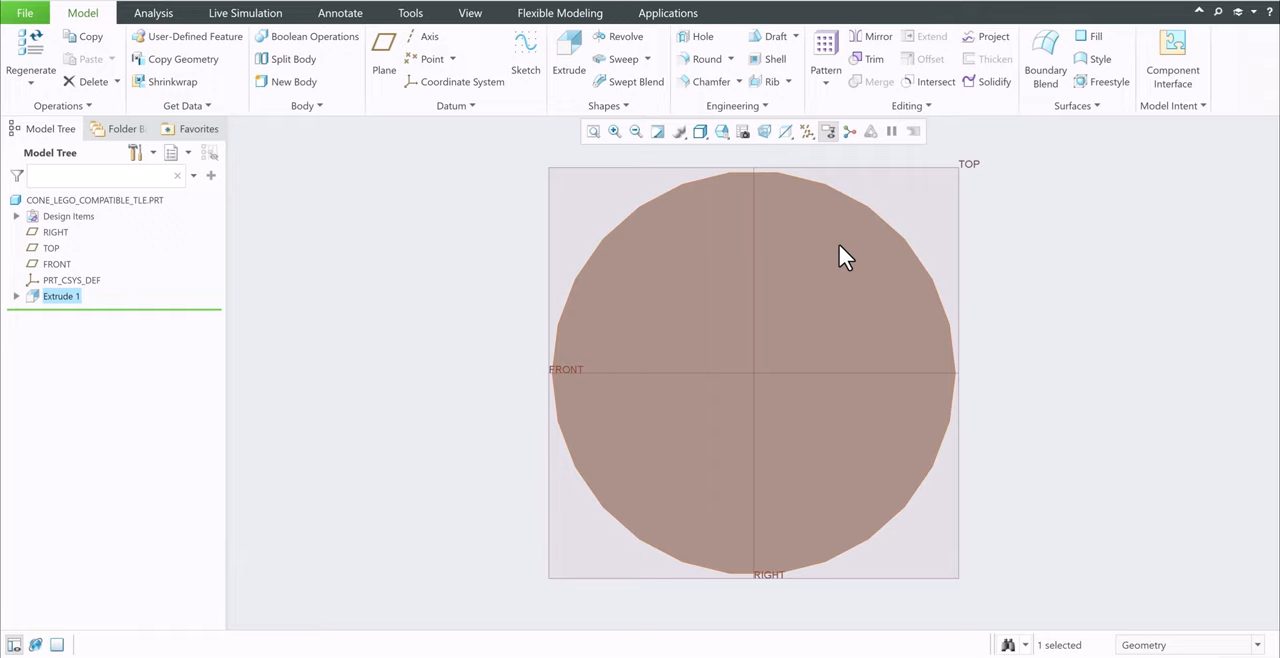 File Model Analysis Live Simulation Annotate Tools View Flexible Modeling Applications
Regenerate Copy Paste Delete
Operations
User-Defined Feature Copy Geometry Shrinkwrap
Get Data
Boolean Operations Split Body New Body
Body
Plane Axis Point Coordinate System Sketch
Datum
Extrude Revolve Sweep Swept Blend
Shapes
Hole Round Chamfer Draft Shell Rib
Engineering
Pattern Mirror Trim Merge Extend Offset Intersect Project Thicken Solidify
Editing
Boundary Blend Fill Style Freestyle
Surfaces
Component Interface
Model Intent
Model Tree Folder B Favorites
Model Tree
CONE_LEGO_COMPATIBLE_TLE.PRT
Design Items
RIGHT
TOP
FRONT
PRT_CSYS_DEF
Extrude 1
TOP
FRONT
RIGHT
1 selected Geometry